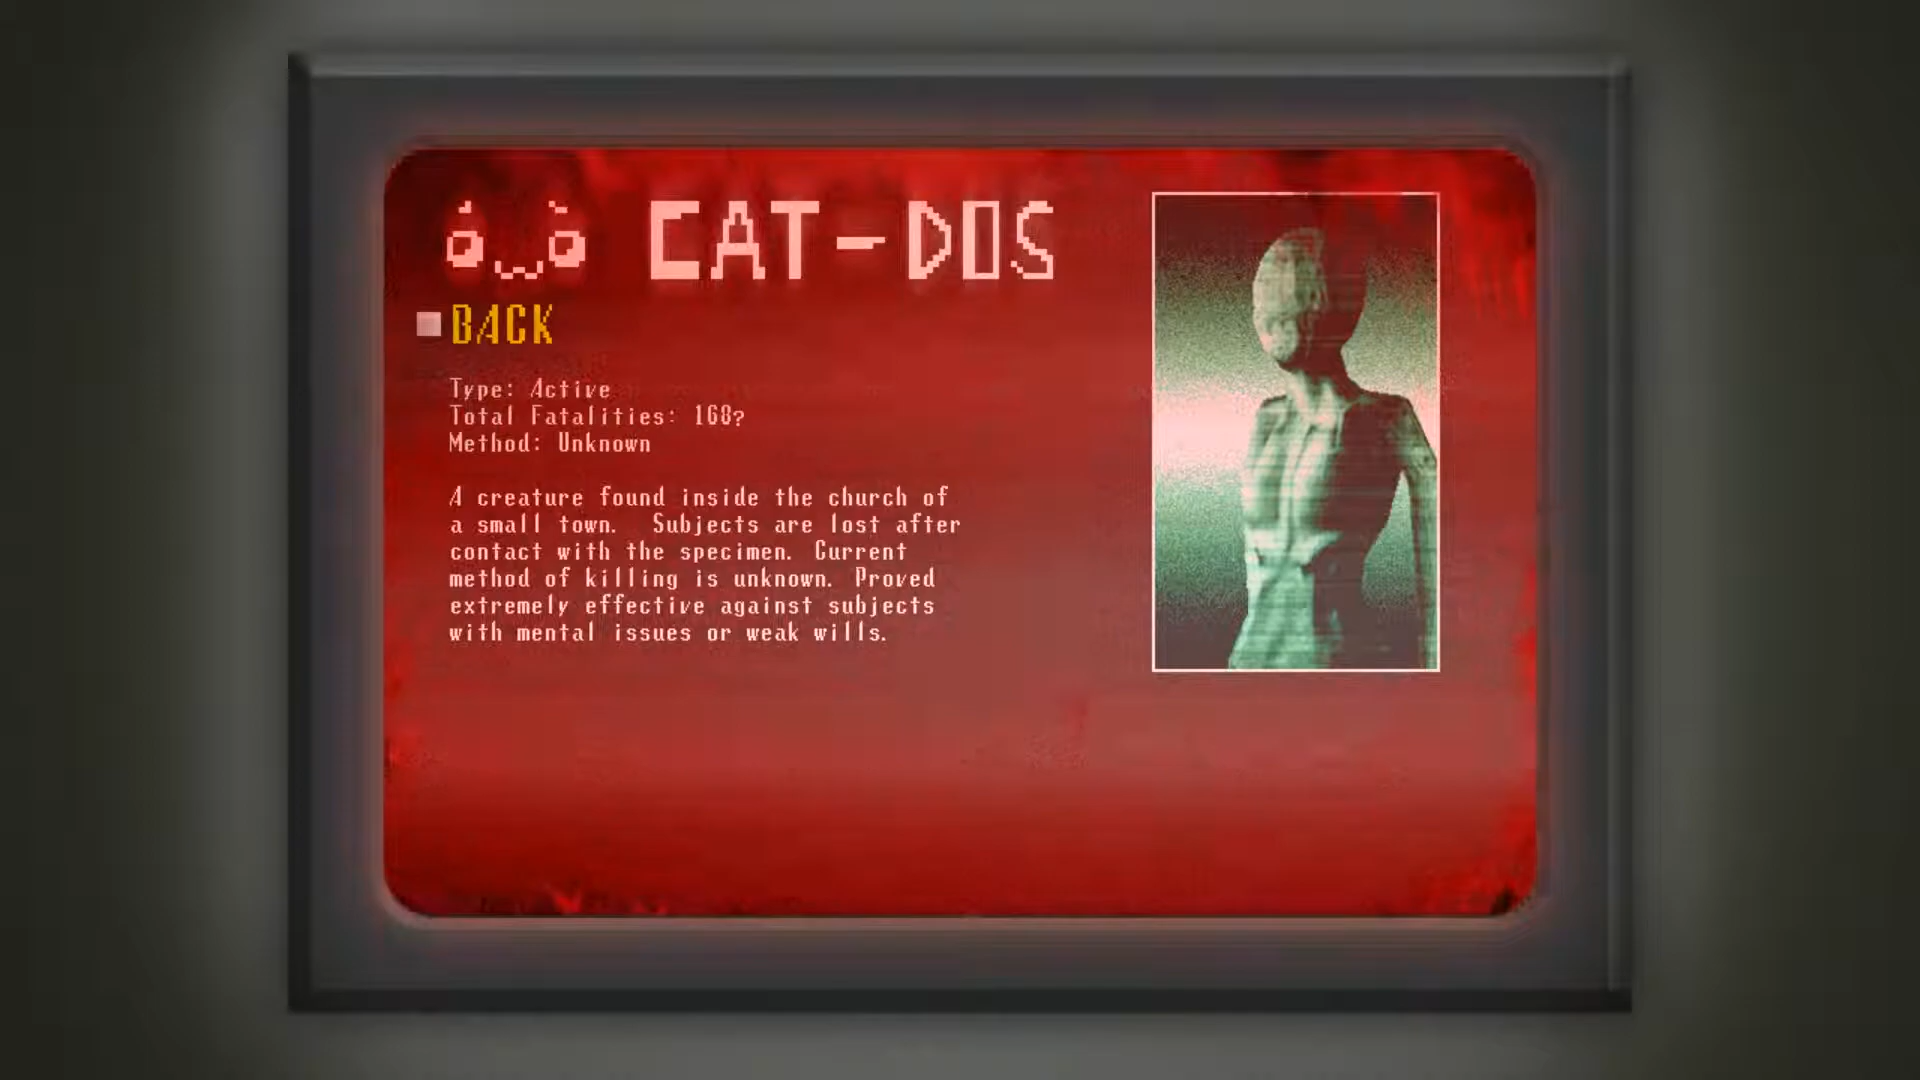 CAT-DOS
BACK
Type: Active
Total Fatalities: 168?
Method: Unknown
A creature found inside the church of
a small town. Subjects are lost after
contact with the specimen. Current
method of killing is unknown. Proved
extremely effective against subjects
with mental issues or weak wills.